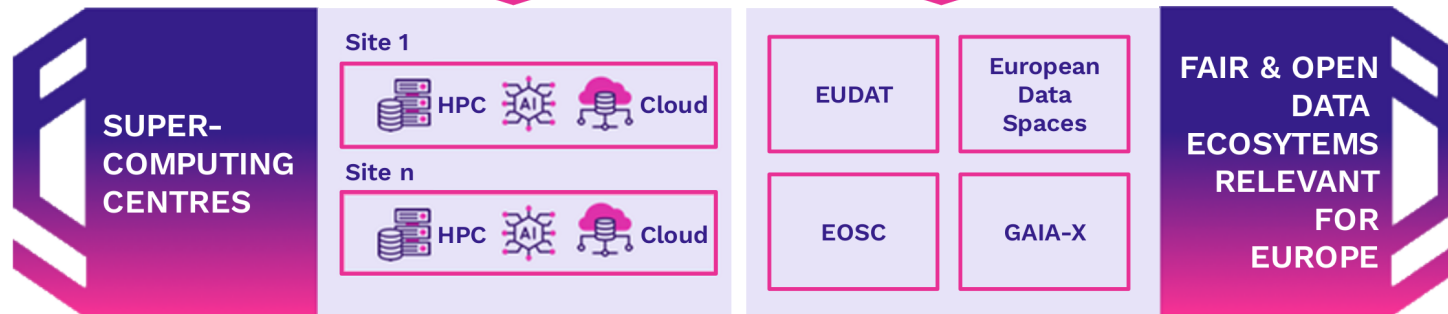 SUPER-
COMPUTING
CENTRES
Site 1
HPC AI Cloud
Site n
HPC AI Cloud
EUDAT
European
Data
Spaces
EOSC
GAIA-X
FAIR & OPEN
DATA
ECOSYTEMS
RELEVANT
FOR
EUROPE